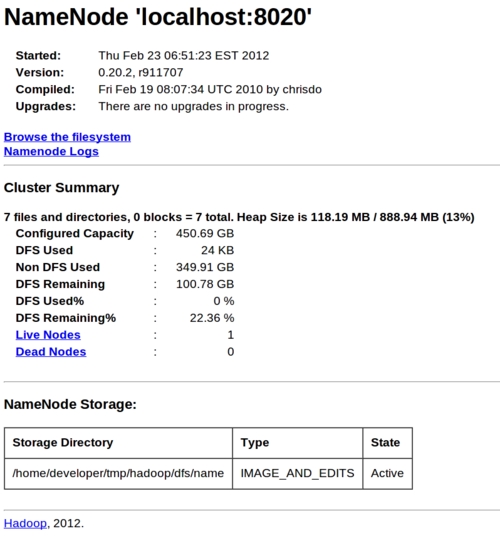 NameNode 'localhost:8020'
Started: Thu Feb 23 06:51:23 EST 2012
Version: 0.20.2, r911707
Compiled: Fri Feb 19 08:07:34 UTC 2010 by chrisdo
Upgrades: There are no upgrades in progress.
Browse the filesystem
Namenode Logs
Cluster Summary
7 files and directories, 0 blocks = 7 total. Heap Size is 118.19 MB / 888.94 MB (13%)
Configured Capacity : 450.69 GB
DFS Used : 24 KB
Non DFS Used : 349.91 GB
DFS Remaining : 100.78 GB
DFS Used% : 0 %
DFS Remaining% : 22.36 %
Live Nodes : 1
Dead Nodes : 0
NameNode Storage:
Storage Directory Type State
/home/developer/tmp/hadoop/dfs/name IMAGE_AND_EDITS Active
Hadoop, 2012.